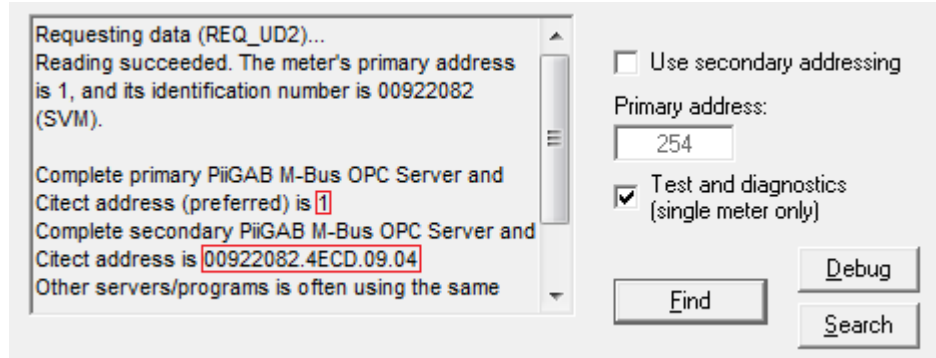 Requesting data (REQ_UD2)...
Reading succeeded. The meter's primary address
is 1, and its identification number is 00922082
(SVM).
Complete primary PiiGAB M-Bus OPC Server and
Citect address (preferred) is 1
Complete secondary PiiGAB M-Bus OPC Server and
Citect address is 00922082.4ECD.09.04
Other servers/programs is often using the same
Use secondary addressing
Primary address:
254
Test and diagnostics
(single meter only)
Debug
Find
Search